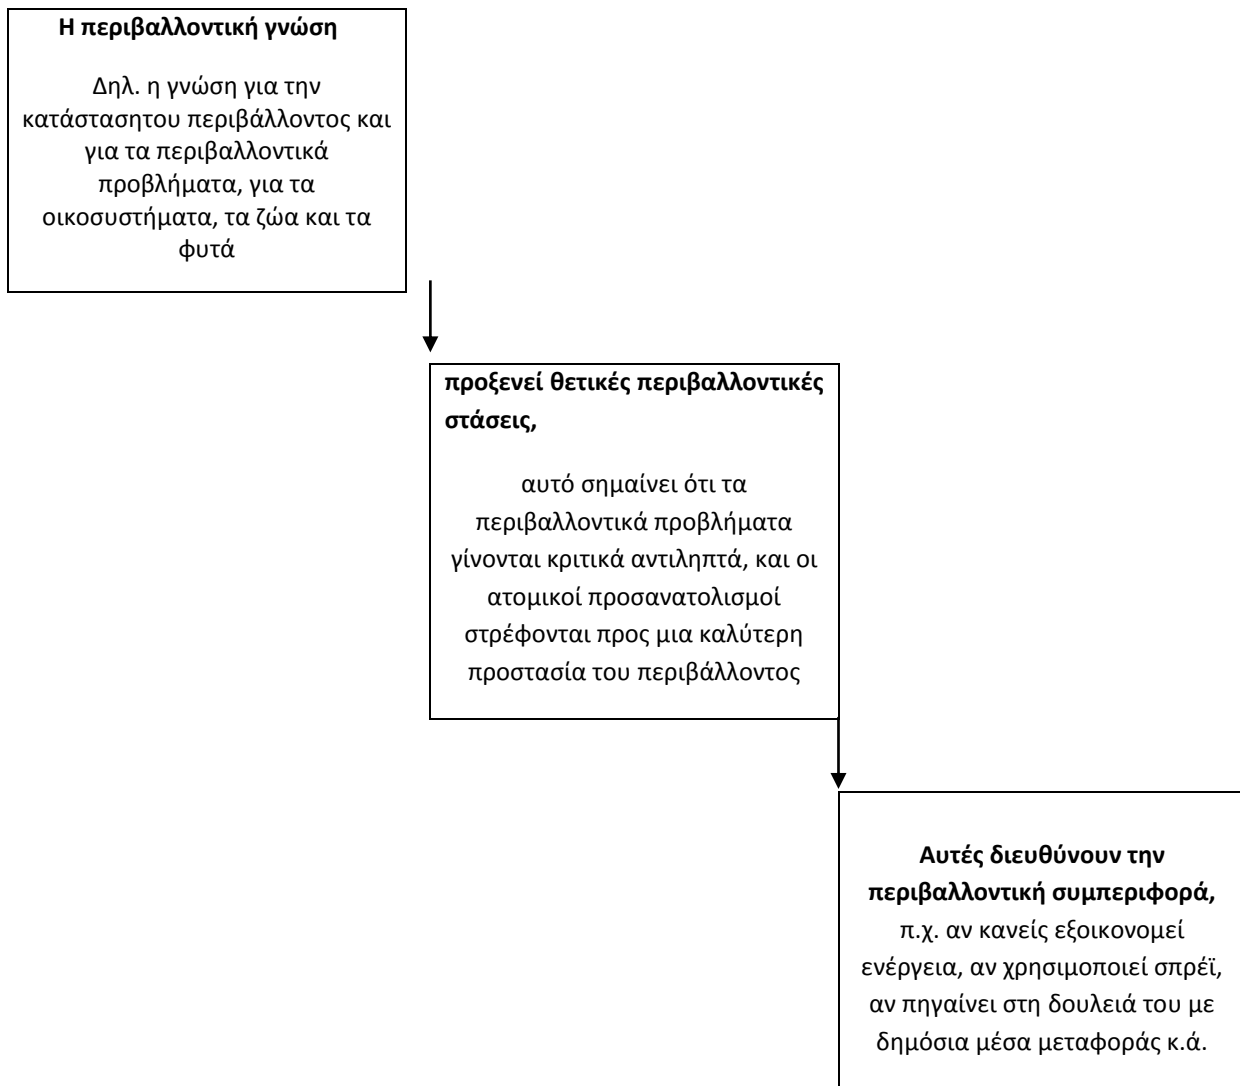 Η περιβαλλοντική γνώση
Δηλ. η γνώση για την
κατάστασητου περιβάλλοντος και
για τα περιβαλλοντικά
προβλήματα, για τα
οικοσυστήματα, τα ζώα και τα
φυτά
προξενεί θετικές περιβαλλοντικές
στάσεις,
αυτό σημαίνει ότι τα
περιβαλλοντικά προβλήματα
γίνονται κριτικά αντιληπτά, και οι
ατομικοί προσανατολισμοί
στρέφονται προς μια καλύτερη
προστασία του περιβάλλοντος
Αυτές διευθύνουν την
περιβαλλοντική συμπεριφορά,
π.χ. αν κανείς εξοικονομεί
ενέργεια, αν χρησιμοποιεί σπρέϊ,
αν πηγαίνει στη δουλειά του με
δημόσια μέσα μεταφοράς κ.ά.